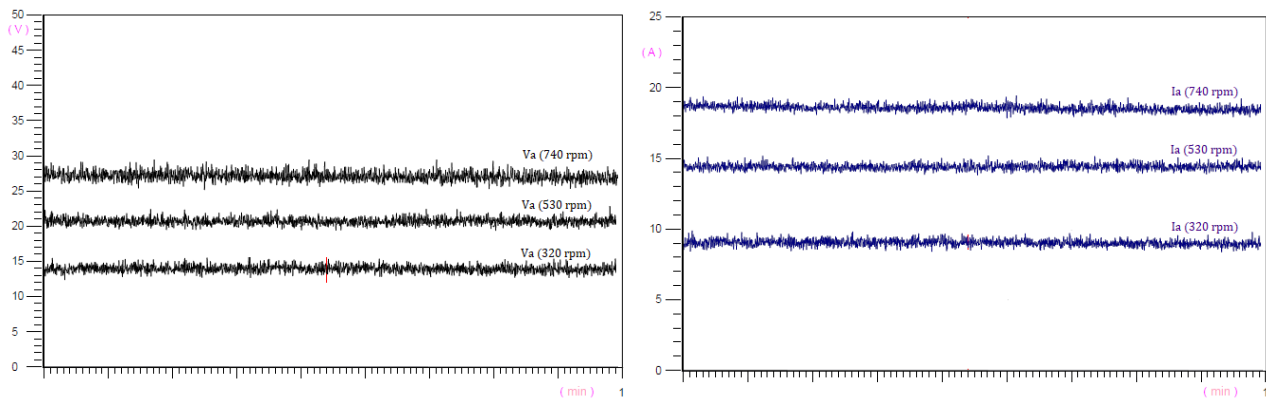 50
( V )
45
40
35
30
25
20
15
10
5
0
Va (740 rpm)
Va (530 rpm)
Va (320 rpm)
( min )
1
25
( A )
20
15
10
5
0
Ia (740 rpm)
Ia (530 rpm)
Ia (320 rpm)
( min )
1